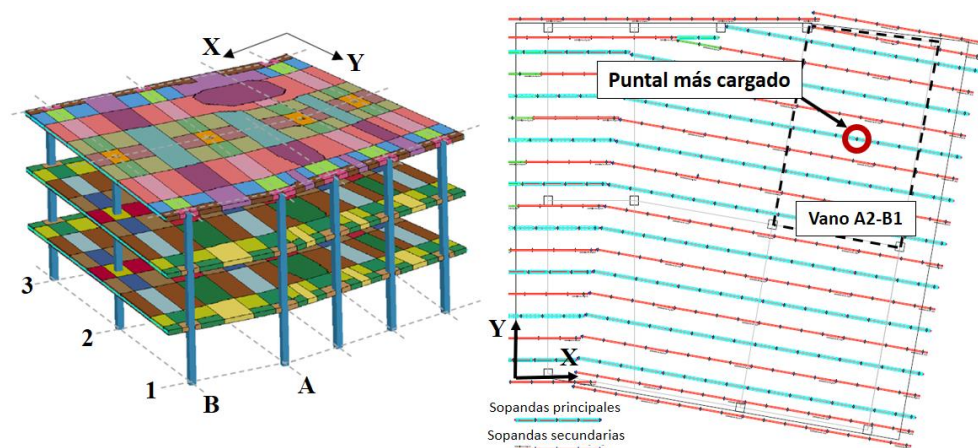 X
Y
3
2
1
B
A
Puntal más cargado
Vano A2-B1
Y
X
Sopandas principales
Sopandas secundarias